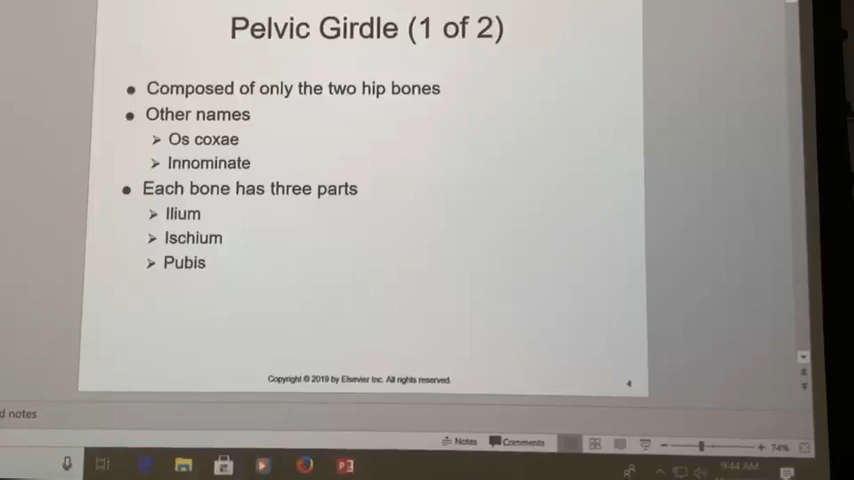 Pelvic Girdle (1 of 2)
● Composed of only the two hip bones
● Other names
➢ Os coxae
➢ Innominate
● Each bone has three parts
➢ Ilium
➢ Ischium
➢ Pubis
Copyright © 2019 by Elsevier Inc. All rights reserved.
4
d notes
Notes Comments 74%
9:44 AM